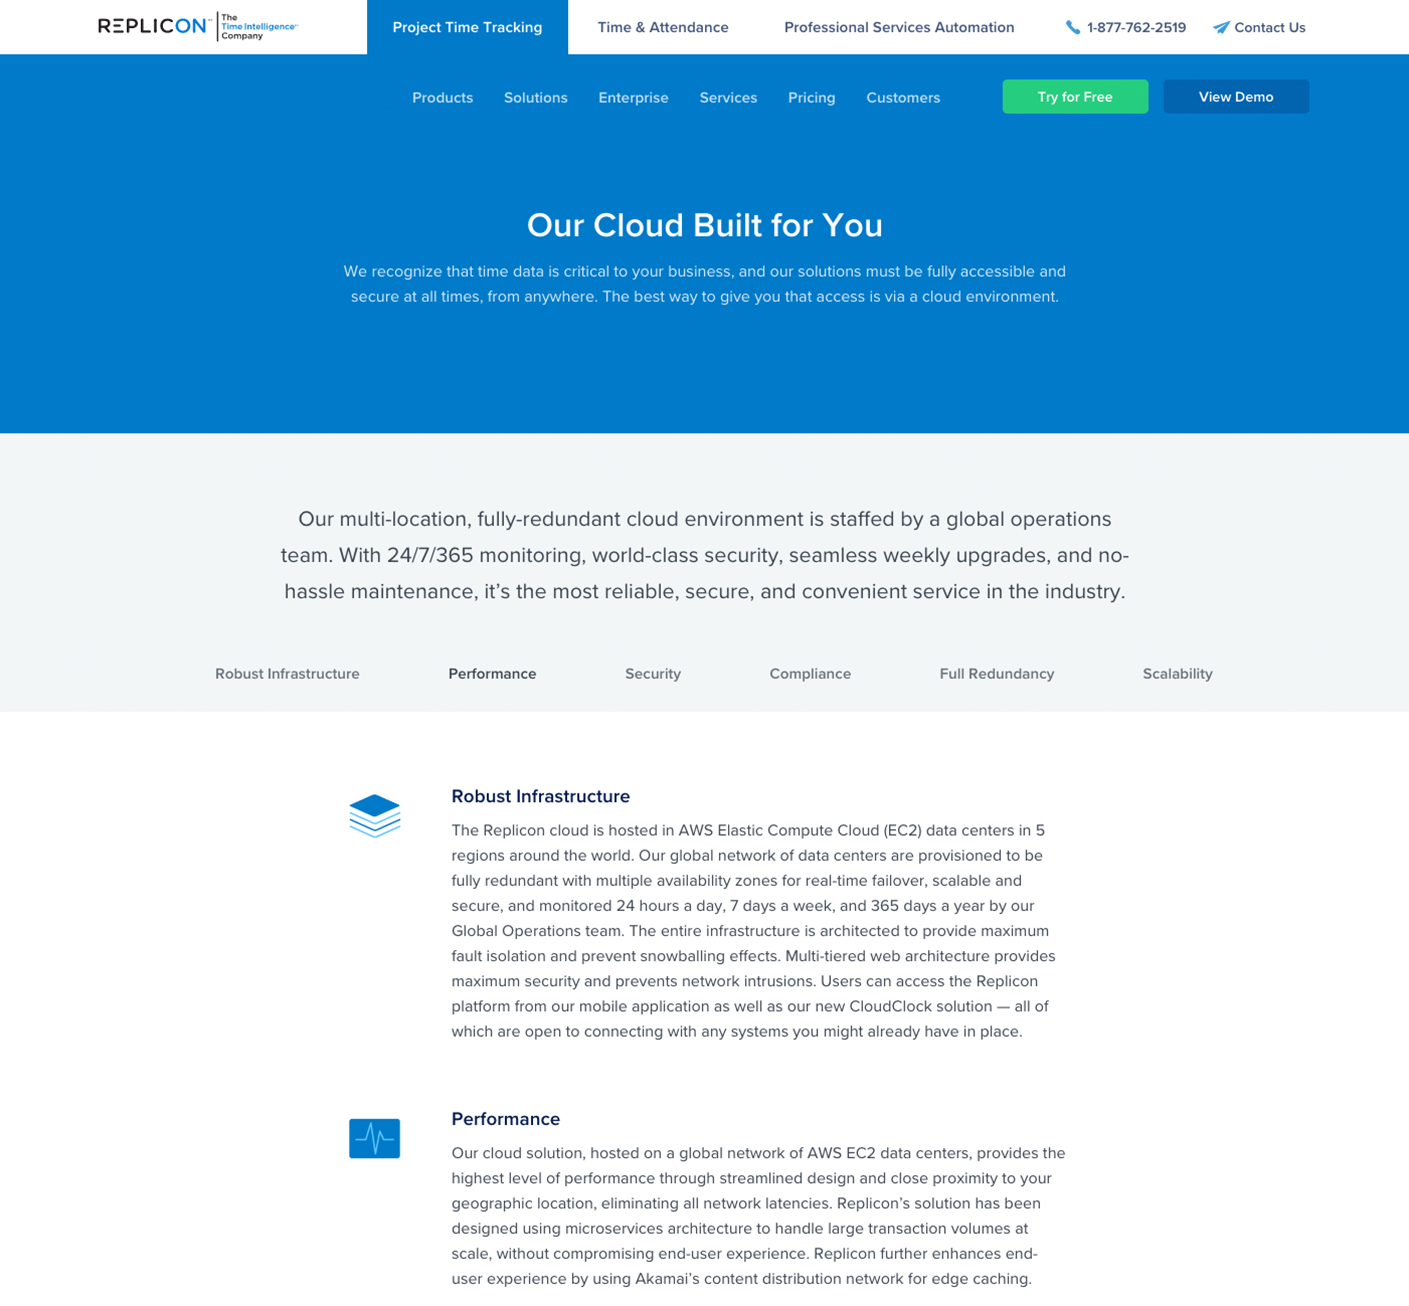 REPLICON The Time Intelligence Company
Project Time Tracking
Time & Attendance
Professional Services Automation
1-877-762-2519
Contact Us
Products Solutions Enterprise Services Pricing Customers
Try for Free
View Demo
Our Cloud Built for You
We recognize that time data is critical to your business, and our solutions must be fully accessible and
secure at all times, from anywhere. The best way to give you that access is via a cloud environment.
Our multi-location, fully-redundant cloud environment is staffed by a global operations
team. With 24/7/365 monitoring, world-class security, seamless weekly upgrades, and no-
hassle maintenance, it’s the most reliable, secure, and convenient service in the industry.
Robust Infrastructure Performance Security Compliance Full Redundancy Scalability
Robust Infrastructure
The Replicon cloud is hosted in AWS Elastic Compute Cloud (EC2) data centers in 5
regions around the world. Our global network of data centers are provisioned to be
fully redundant with multiple availability zones for real-time failover, scalable and
secure, and monitored 24 hours a day, 7 days a week, and 365 days a year by our
Global Operations team. The entire infrastructure is architected to provide maximum
fault isolation and prevent snowballing effects. Multi-tiered web architecture provides
maximum security and prevents network intrusions. Users can access the Replicon
platform from our mobile application as well as our new CloudClock solution — all of
which are open to connecting with any systems you might already have in place.
Performance
Our cloud solution, hosted on a global network of AWS EC2 data centers, provides the
highest level of performance through streamlined design and close proximity to your
geographic location, eliminating all network latencies. Replicon’s solution has been
designed using microservices architecture to handle large transaction volumes at
scale, without compromising end-user experience. Replicon further enhances end-
user experience by using Akamai’s content distribution network for edge caching.